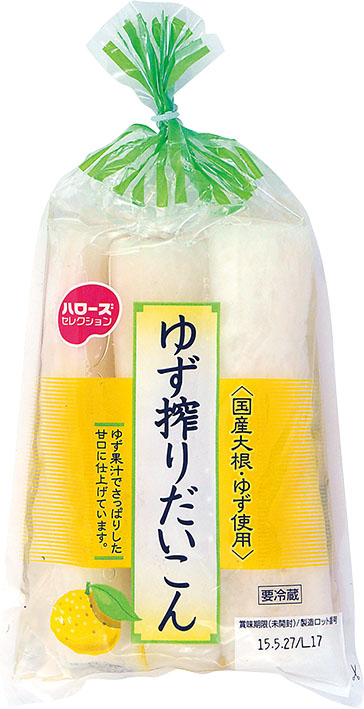 ハローズ
セレクション
ゆず搾りだいこん
〈国産大根・ゆず使用〉
ゆず果汁でさっぱりした
甘口に仕上げています。
要冷蔵
賞味期限(未開封)/製造ロット番号
15.5.27/L17